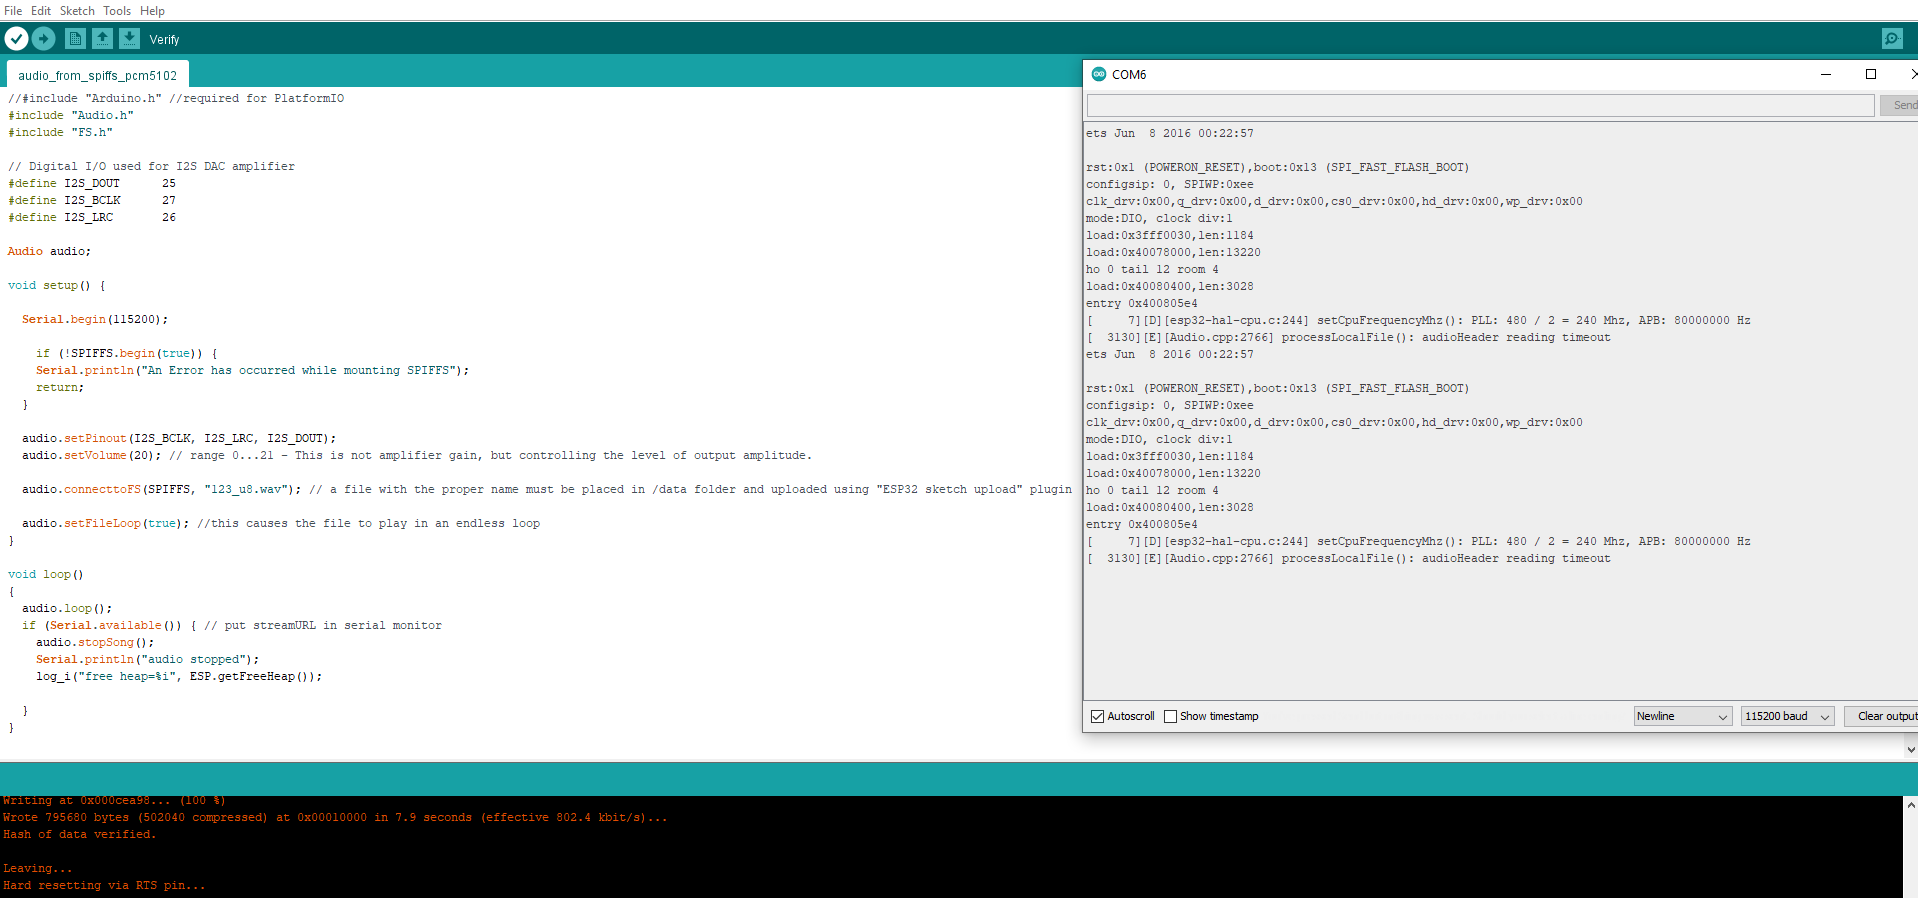 File Edit Sketch Tools Help
Verify
audio_from_spiffs_pcm5102
//#include "Arduino.h" //required for PlatformIO
#include "Audio.h"
#include "FS.h"
// Digital I/O used for I2S DAC amplifier
#define I2S_DOUT 25
#define I2S_BCLK 27
#define I2S_LRC 26
Audio audio;
void setup() {
Serial.begin(115200);
if (!SPIFFS.begin(true)) {
Serial.println("An Error has occurred while mounting SPIFFS");
return;
}
audio.setPinout(I2S_BCLK, I2S_LRC, I2S_DOUT);
audio.setVolume(20); // range 0...21 - This is not amplifier gain, but controlling the level of output amplitude.
audio.connecttoFS(SPIFFS, "123_u8.wav"); // a file with the proper name must be placed in /data folder and uploaded using "ESP32 sketch upload" plugin
audio.setFileLoop(true); //this causes the file to play in an endless loop
}
void loop()
{
audio.loop();
if (Serial.available()) { // put streamURL in serial monitor
audio.stopSong();
Serial.println("audio stopped");
log_i("free heap=%i", ESP.getFreeHeap());
}
}
COM6
Send
ets Jun  8 2016 00:22:57
rst:0x1 (POWERON_RESET),boot:0x13 (SPI_FAST_FLASH_BOOT)
configsip: 0, SPIWP:0xee
clk_drv:0x00,q_drv:0x00,d_drv:0x00,cs0_drv:0x00,hd_drv:0x00,wp_drv:0x00
mode:DIO, clock div:1
load:0x3fff0030,len:1184
load:0x40078000,len:13220
ho 0 tail 12 room 4
load:0x40080400,len:3028
entry 0x400805e4
[     7][D][esp32-hal-cpu.c:244] setCpuFrequencyMhz(): PLL: 480 / 2 = 240 Mhz, APB: 80000000 Hz
[  3130][E][Audio.cpp:2766] processLocalFile(): audioHeader reading timeout
ets Jun  8 2016 00:22:57
rst:0x1 (POWERON_RESET),boot:0x13 (SPI_FAST_FLASH_BOOT)
configsip: 0, SPIWP:0xee
clk_drv:0x00,q_drv:0x00,d_drv:0x00,cs0_drv:0x00,hd_drv:0x00,wp_drv:0x00
mode:DIO, clock div:1
load:0x3fff0030,len:1184
load:0x40078000,len:13220
ho 0 tail 12 room 4
load:0x40080400,len:3028
entry 0x400805e4
[     7][D][esp32-hal-cpu.c:244] setCpuFrequencyMhz(): PLL: 480 / 2 = 240 Mhz, APB: 80000000 Hz
[  3130][E][Audio.cpp:2766] processLocalFile(): audioHeader reading timeout
Autoscroll Show timestamp Newline 115200 baud Clear output
Writing at 0x000cea98... (100 %)
Wrote 795680 bytes (502040 compressed) at 0x00010000 in 7.9 seconds (effective 802.4 kbit/s)...
Hash of data verified.
Leaving...
Hard resetting via RTS pin...